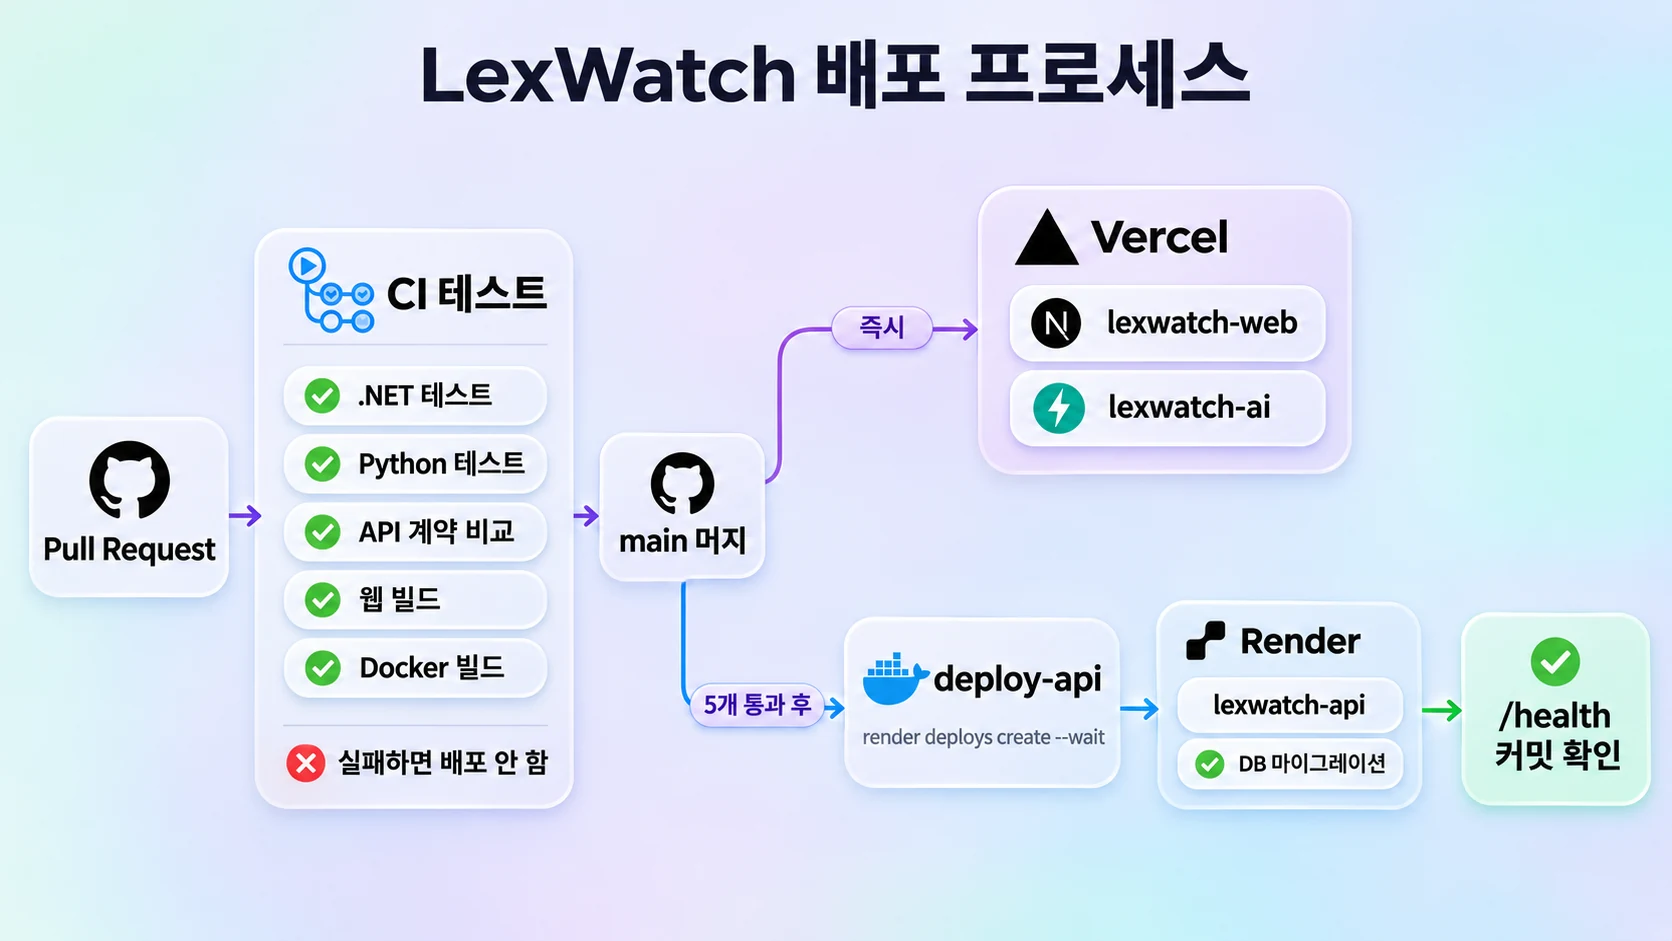 LexWatch 배포 프로세스
Pull Request
CI 테스트
.NET 테스트
Python 테스트
API 계약 비교
웹 빌드
Docker 빌드
실패하면 배포 안 함
main 머지
즉시
Vercel
N
lexwatch-web
lexwatch-ai
5개 통과 후
deploy-api
render deploys create --wait
Render
lexwatch-api
DB 마이그레이션
/health
커밋 확인